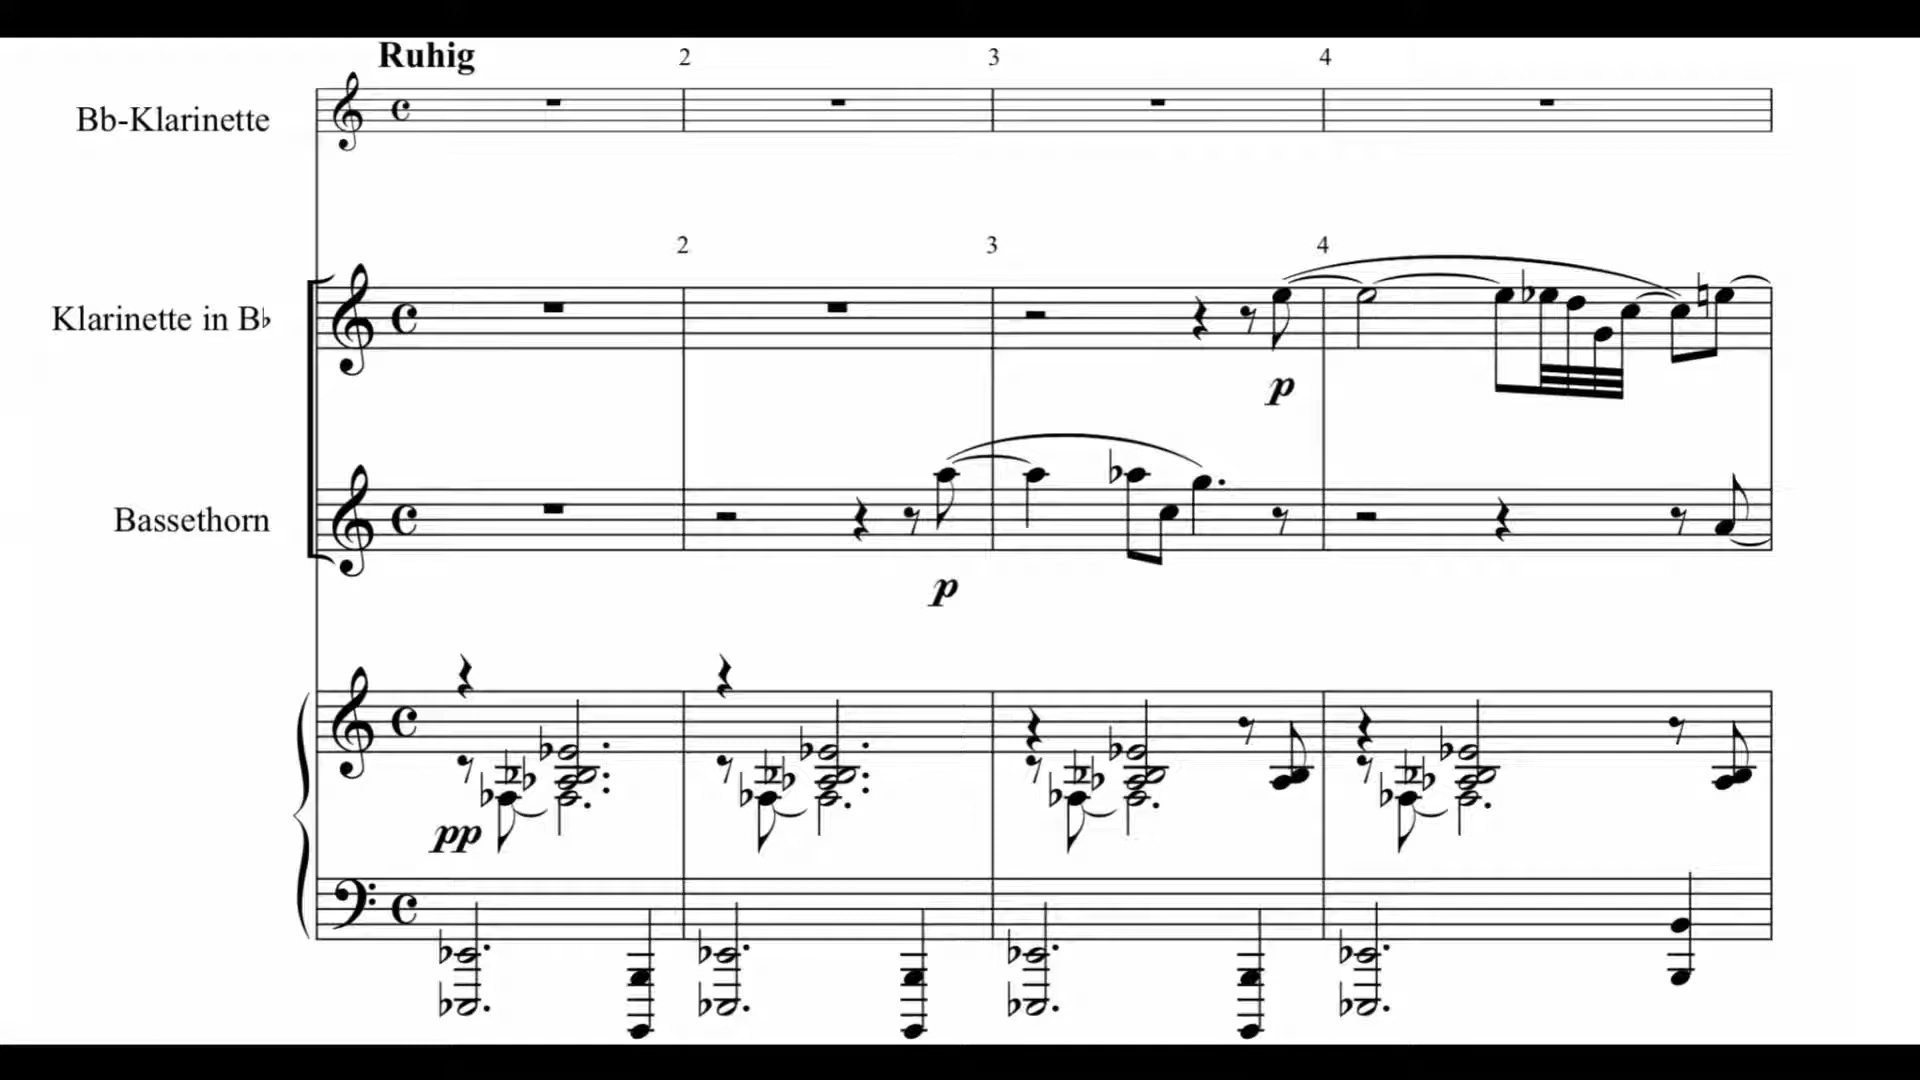 Ruhig
2 3 4
Bb-Klarinette
2 3 4
Klarinette in B♭
p
Bassethorn
p
pp